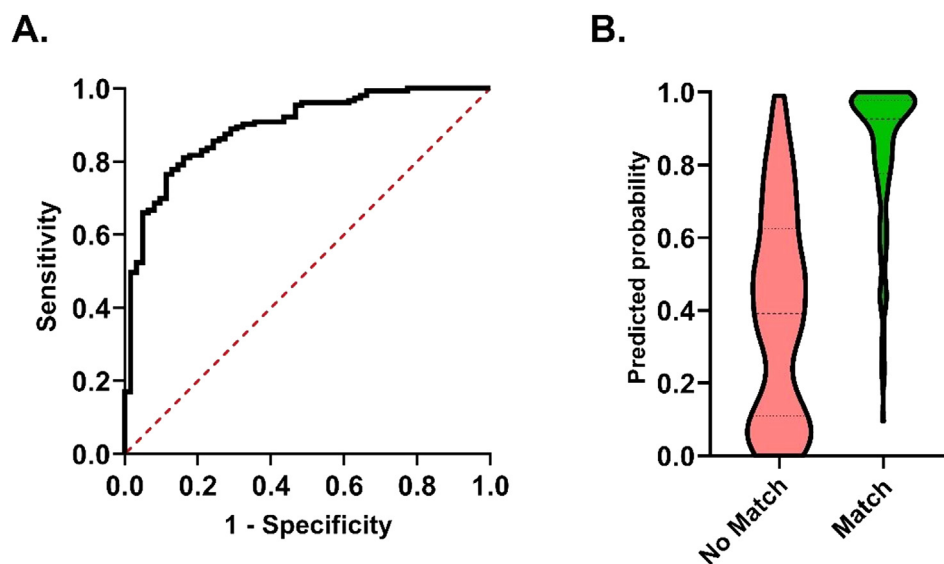 A.
Sensitivity
1.0
0.8
0.6
0.4
0.2
0.0
0.0 0.2 0.4 0.6 0.8 1.0
1 - Specificity
B.
Predicted probability
1.0
0.8
0.6
0.4
0.2
0.0
No Match
Match